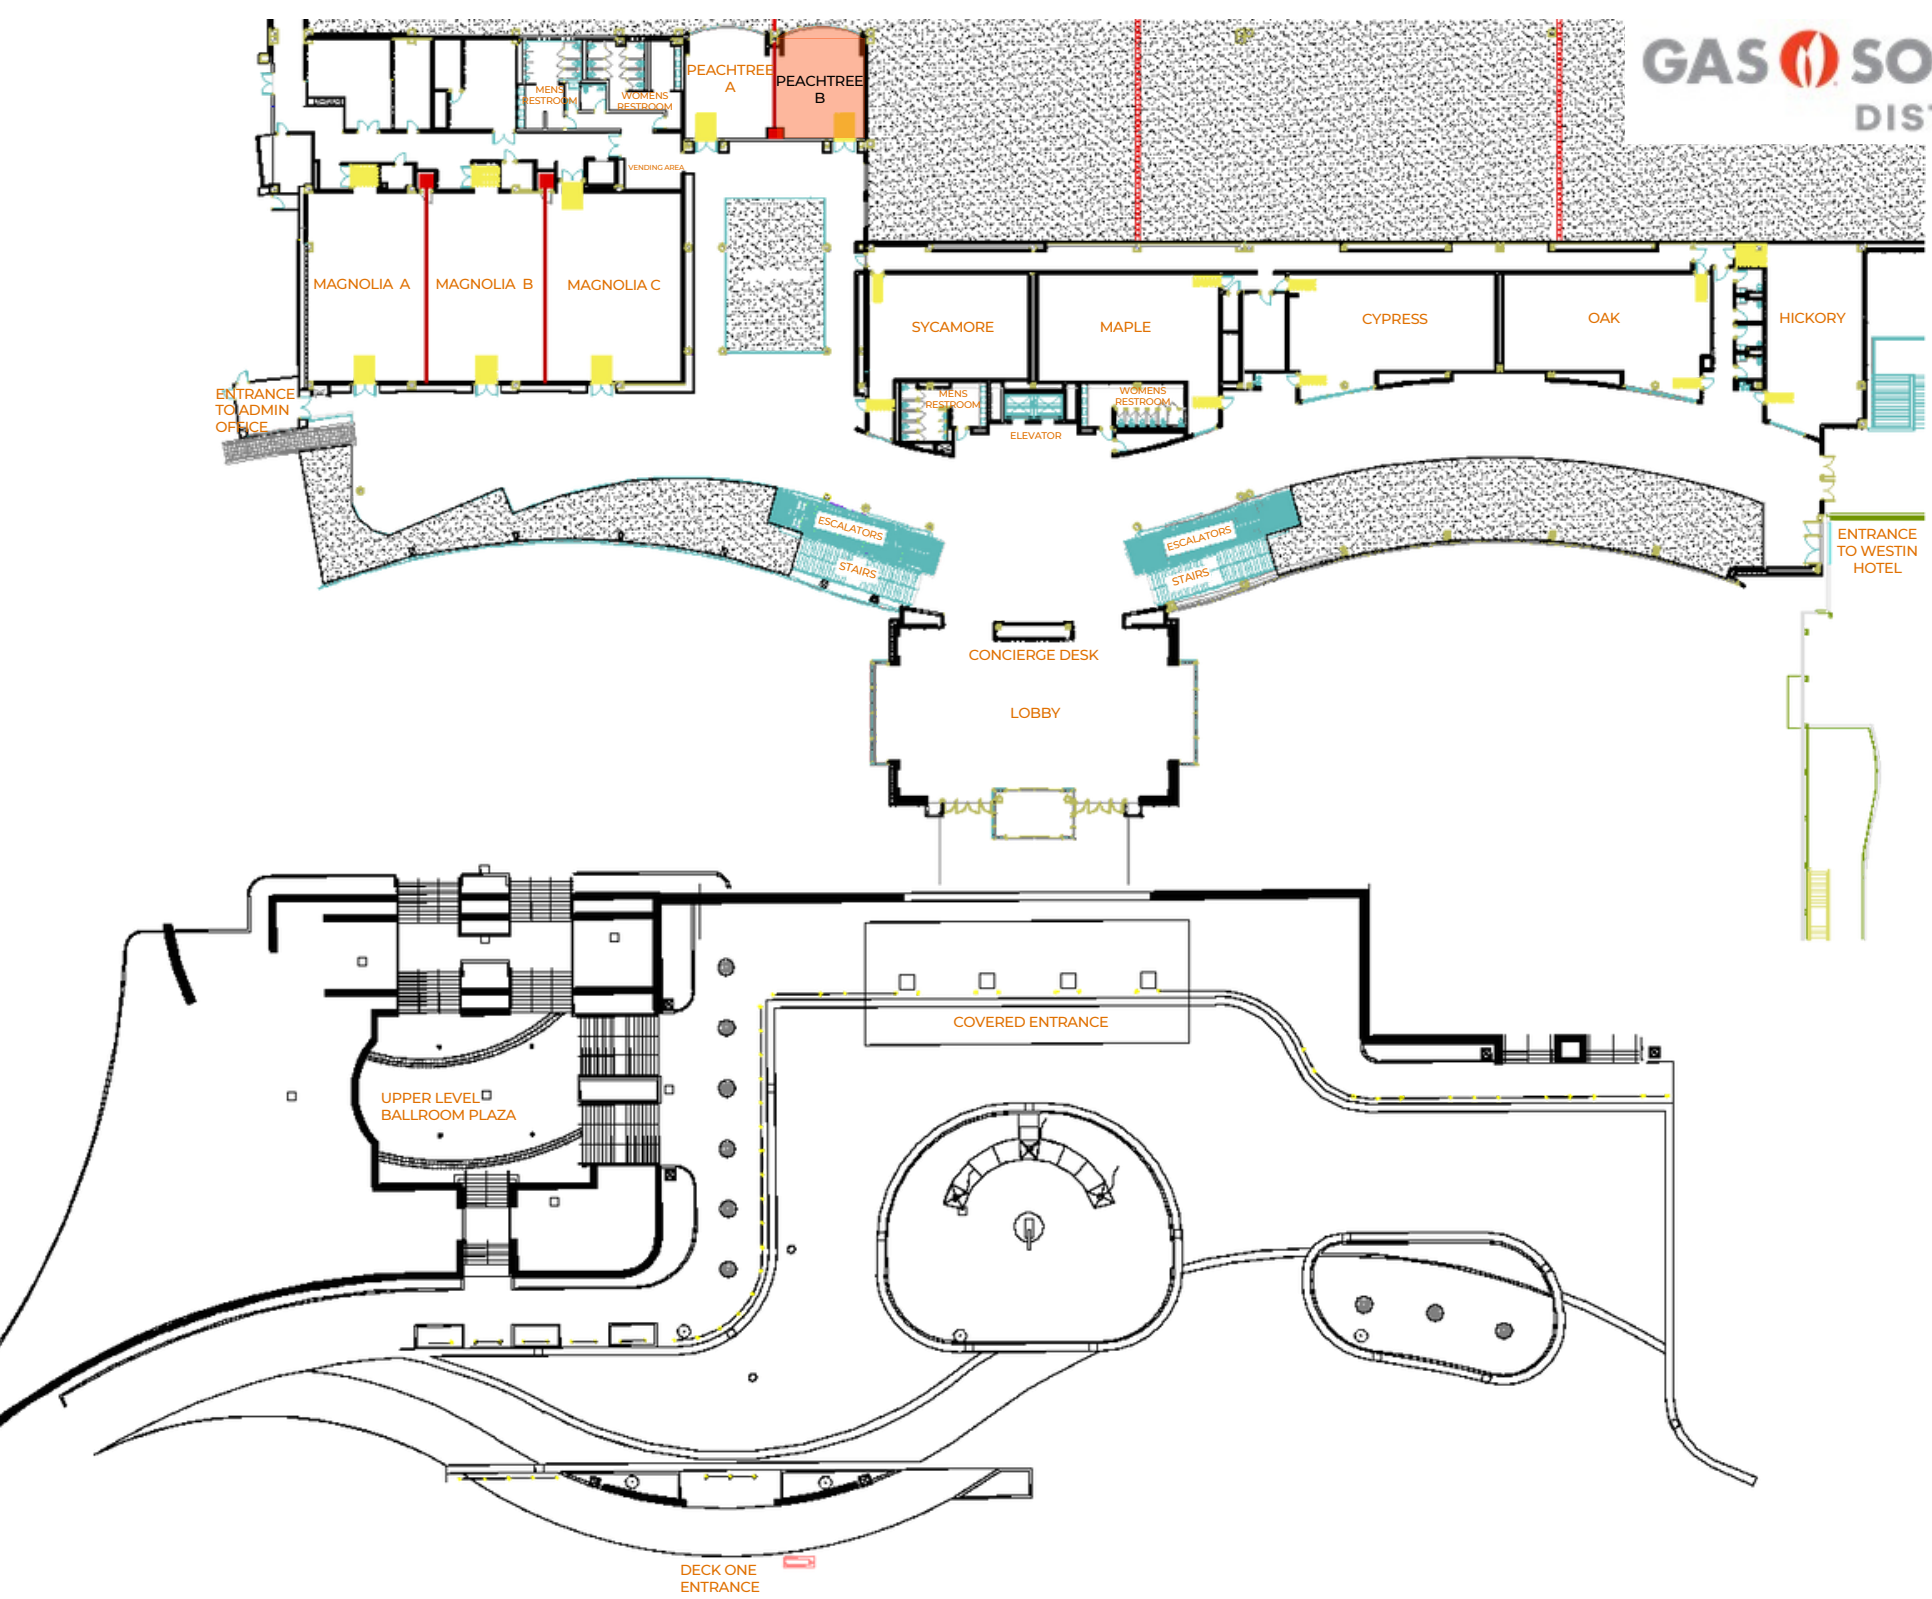 GAS SO
DIS
PEACHTREE
A
PEACHTREE
B
MENS
RESTROOM
WOMENS
RESTROOM
VENDING AREA
MAGNOLIA A
MAGNOLIA B
MAGNOLIA C
SYCAMORE
MAPLE
CYPRESS
OAK
HICKORY
ENTRANCE
TO ADMIN
OFFICE
MENS
RESTROOM
WOMENS
RESTROOM
ELEVATOR
ESCALATORS
STAIRS
ESCALATORS
STAIRS
ENTRANCE
TO WESTIN
HOTEL
CONCIERGE DESK
LOBBY
COVERED ENTRANCE
UPPER LEVEL
BALLROOM PLAZA
DECK ONE
ENTRANCE